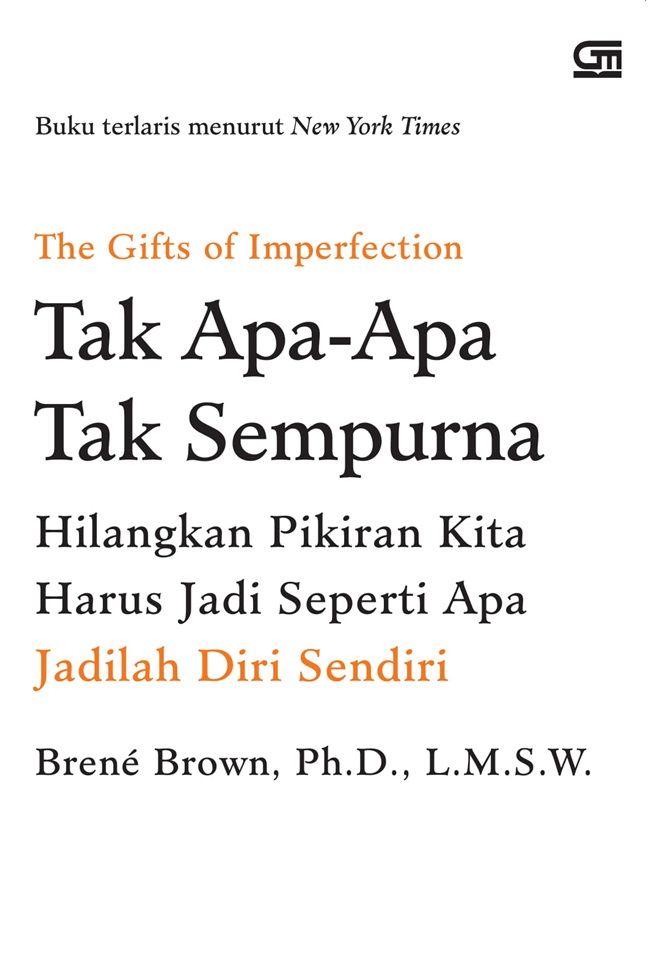 GM
Buku terlaris menurut New York Times
The Gifts of Imperfection
Tak Apa-Apa
Tak Sempurna
Hilangkan Pikiran Kita
Harus Jadi Seperti Apa
Jadilah Diri Sendiri
Brené Brown, Ph.D., L.M.S.W.